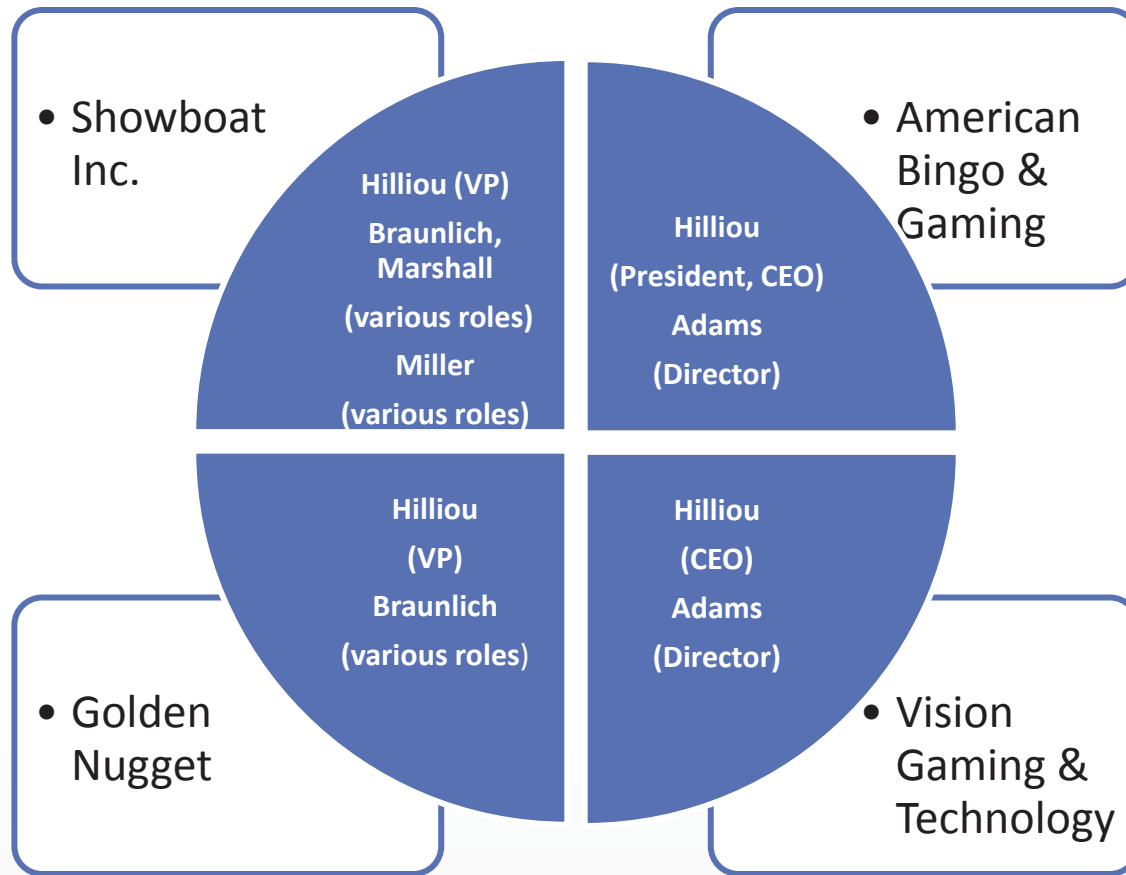 • Showboat
Inc.
Hilliou (VP)
Braunlich,
Marshall
(various roles)
Miller
(various roles)
• American
Bingo &
Gaming
Hilliou
(President, CEO)
Adams
(Director)
• Golden
Nugget
Hilliou
(VP)
Braunlich
(various roles)
• Vision
Gaming &
Technology
Hilliou
(CEO)
Adams
(Director)